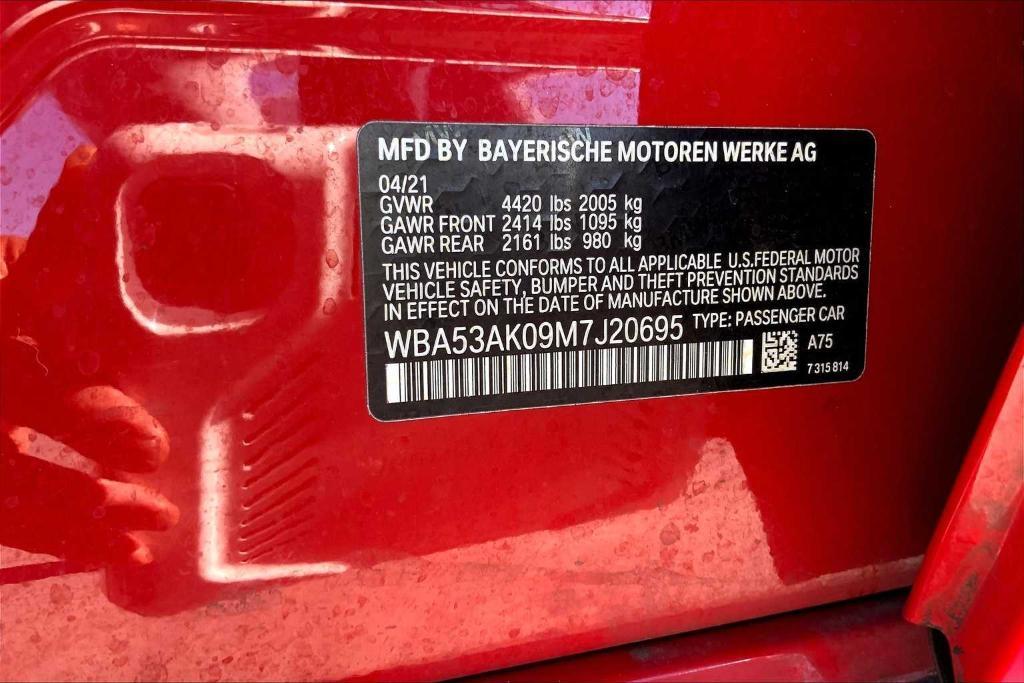 MFD BY BAYERISCHE MOTOREN WERKE AG
04/21
GVWR 4420 lbs 2005 kg
GAWR FRONT 2414 lbs 1095 kg
GAWR REAR 2161 lbs 980 kg
THIS VEHICLE CONFORMS TO ALL APPLICABLE U.S.FEDERAL MOTOR
VEHICLE SAFETY, BUMPER AND THEFT PREVENTION STANDARDS
IN EFFECT ON THE DATE OF MANUFACTURE SHOWN ABOVE.
WBA53AK09M7J20695 TYPE: PASSENGER CAR
A75
7 315 814